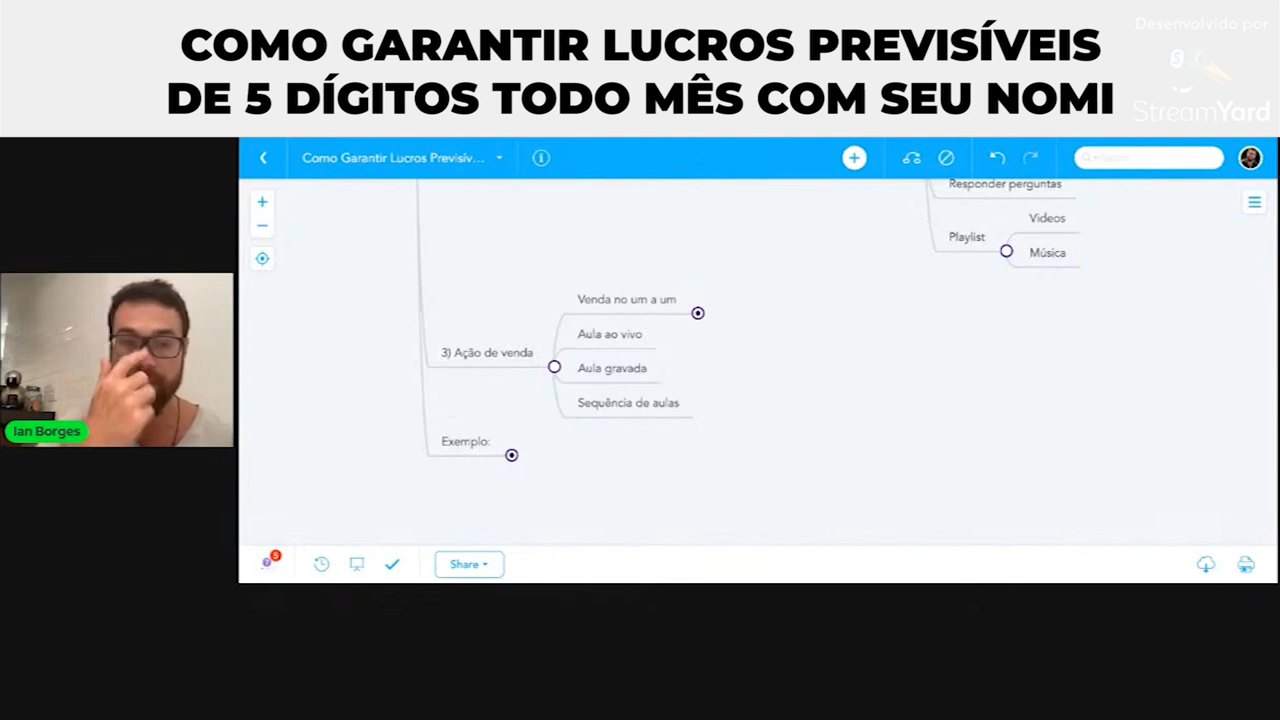 COMO GARANTIR LUCROS PREVISÍVEIS
DE 5 DÍGITOS TODO MÊS COM SEU NOMI
Desenvolvido por
StreamYard
Como Garantir Lucros Previsív...
Responder perguntas
Videos
Playlist
Música
Venda no um a um
Aula ao vivo
3) Ação de venda
Aula gravada
Sequência de aulas
Exemplo:
Ian Borges
5
Share